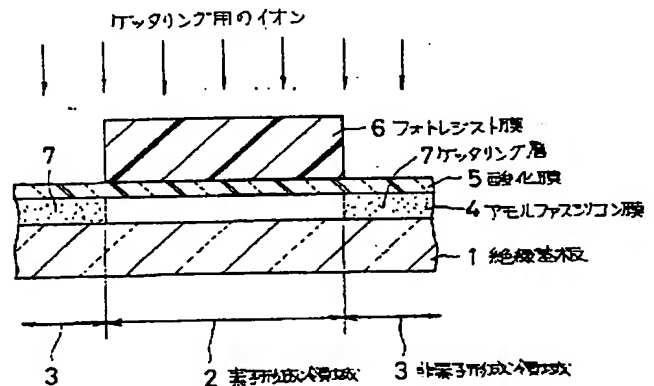 ゲッタリング用のイオン
6 フォトレジスト膜
7
7 ゲッタリング層
5 酸化膜
4 アモルファスシリコン膜
1 絶縁基板
3
2 素子形成領域
3 非素子形成領域